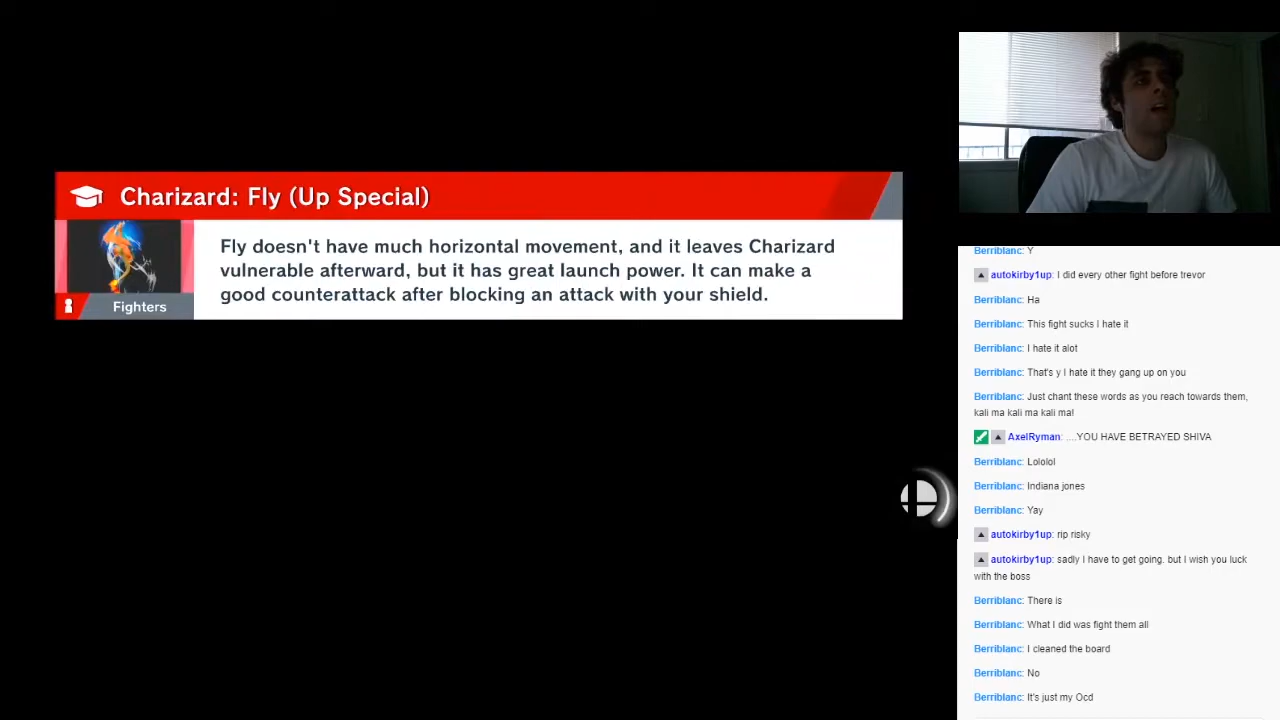 Charizard: Fly (Up Special)
Fly doesn't have much horizontal movement, and it leaves Charizard
vulnerable afterward, but it has great launch power. It can make a
good counterattack after blocking an attack with your shield.
Fighters
Berriblanc: Y
autokirby1up: I did every other fight before trevor
Berriblanc: Ha
Berriblanc: This fight sucks I hate it
Berriblanc: I hate it alot
Berriblanc: That's y I hate it they gang up on you
Berriblanc: Just chant these words as you reach towards them,
kali ma kali ma kali ma!
AxelRyman: ....YOU HAVE BETRAYED SHIVA
Berriblanc: Lololol
Berriblanc: Indiana jones
Berriblanc: Yay
autokirby1up: rip risky
autokirby1up: sadly I have to get going. but I wish you luck
with the boss
Berriblanc: There is
Berriblanc: What I did was fight them all
Berriblanc: I cleaned the board
Berriblanc: No
Berriblanc: It's just my Ocd